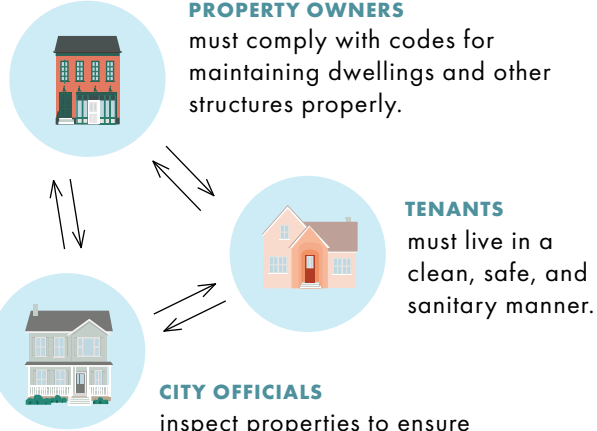 PROPERTY OWNERS
must comply with codes for
maintaining dwellings and other
structures properly.
TENANTS
must live in a
clean, safe, and
sanitary manner.
CITY OFFICIALS
inspect properties to ensure